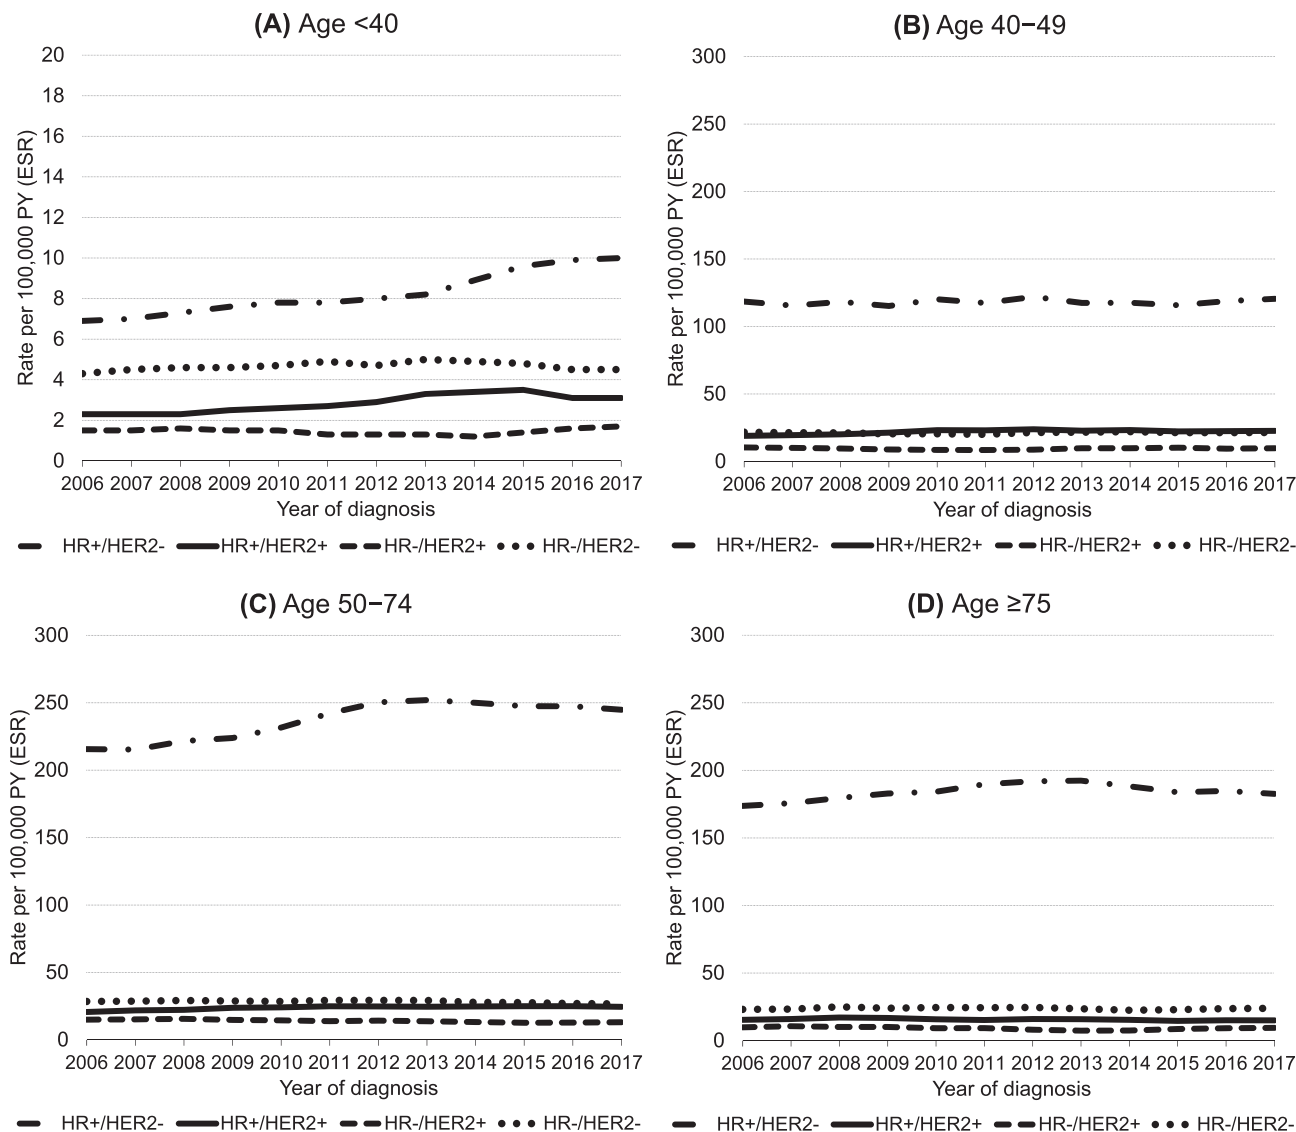 (A) Age <40
20
18
16
14
12
10
8
6
4
2
0
Rate per 100,000 PY (ESR)
2006 2007 2008 2009 2010 2011 2012 2013 2014 2015 2016 2017
Year of diagnosis
HR+/HER2- HR+/HER2+ HR-/HER2+ HR-/HER2-
(B) Age 40−49
300
250
200
150
100
50
0
Rate per 100,000 PY (ESR)
2006 2007 2008 2009 2010 2011 2012 2013 2014 2015 2016 2017
Year of diagnosis
HR+/HER2- HR+/HER2+ HR-/HER2+ HR-/HER2-
(C) Age 50−74
300
250
200
150
100
50
0
Rate per 100,000 PY (ESR)
2006 2007 2008 2009 2010 2011 2012 2013 2014 2015 2016 2017
Year of diagnosis
HR+/HER2- HR+/HER2+ HR-/HER2+ HR-/HER2-
(D) Age ≥75
300
250
200
150
100
50
0
Rate per 100,000 PY (ESR)
2006 2007 2008 2009 2010 2011 2012 2013 2014 2015 2016 2017
Year of diagnosis
HR+/HER2- HR+/HER2+ HR-/HER2+ HR-/HER2-